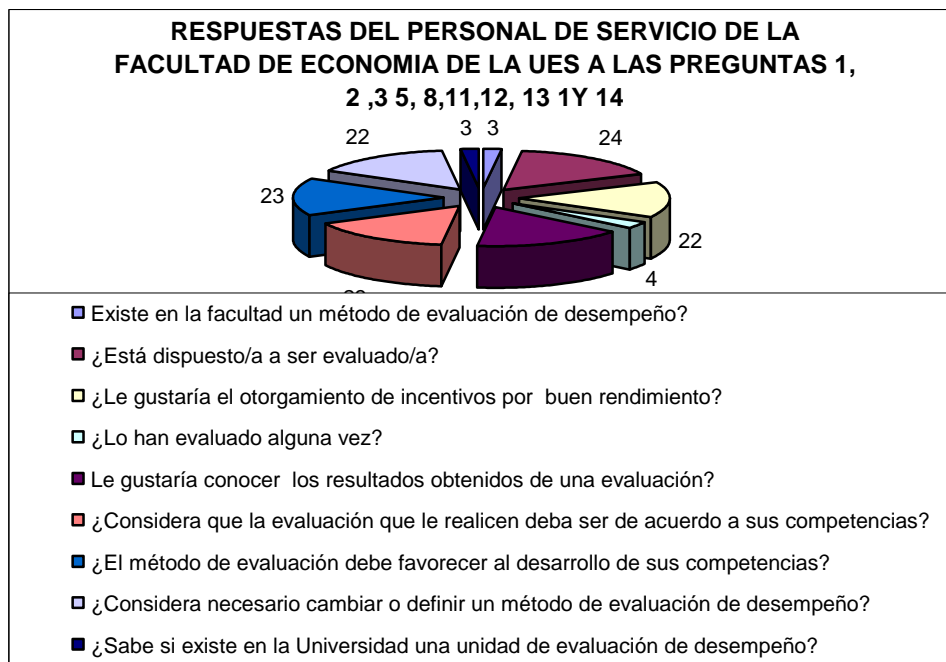 RESPUESTAS DEL PERSONAL DE SERVICIO DE LA
FACULTAD DE ECONOMIA DE LA UES A LAS PREGUNTAS 1,
2 ,3 5, 8,11,12, 13 1Y 14
22
3
3
24
23
22
4
Existe en la facultad un método de evaluación de desempeño?
¿Está dispuesto/a a ser evaluado/a?
¿Le gustaría el otorgamiento de incentivos por buen rendimiento?
¿Lo han evaluado alguna vez?
Le gustaría conocer los resultados obtenidos de una evaluación?
¿Considera que la evaluación que le realicen deba ser de acuerdo a sus competencias?
¿El método de evaluación debe favorecer al desarrollo de sus competencias?
¿Considera necesario cambiar o definir un método de evaluación de desempeño?
¿Sabe si existe en la Universidad una unidad de evaluación de desempeño?